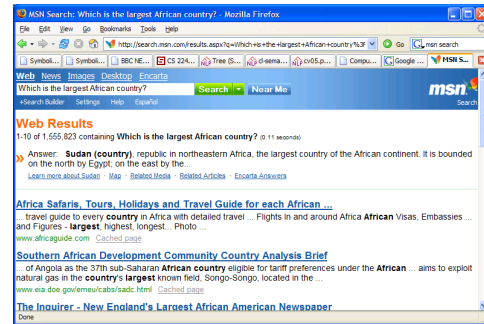 MSN Search: Which is the largest African country? - Mozilla Firefox
File Edit View Go Bookmarks Tools Help
http://search.msn.com/results.aspx?q=Which+is+the+largest+African+country%3F Go msn search
Symboli... Symboli... BBC NE... CS 224... Tree (S... cl-sema... cv05.p... Compu... Google ... MSN S...
Web News Images Desktop Encarta
Which is the largest African country? Search Near Me msn
+Search Builder Settings Help Español Search
Web Results
1-10 of 1,555,823 containing Which is the largest African country? (0.11 seconds)
» Answer: Sudan (country), republic in northeastern Africa, the largest country of the African continent. It is bounded
on the north by Egypt; on the east by the...
Learn more about Sudan · Map · Related Media · Related Articles · Encarta Answers
Africa Safaris, Tours, Holidays and Travel Guide for each African ...
... travel guide to every country in Africa with detailed travel ... Flights in and around Africa African Visas, Embassies ...
and Figures - largest, highest, longest... Photo ...
www.africaguide.com Cached page
Southern African Development Community Country Analysis Brief
... of Angola as the 37th sub-Saharan African country eligible for tariff preferences under the African ... aims to exploit
natural gas in the country's largest known field, Songo-Songo, located in the ...
www.eia.doe.gov/emeu/cabs/sadc.html Cached page
The Inquirer - New England's Largest African American Newspaper
Done